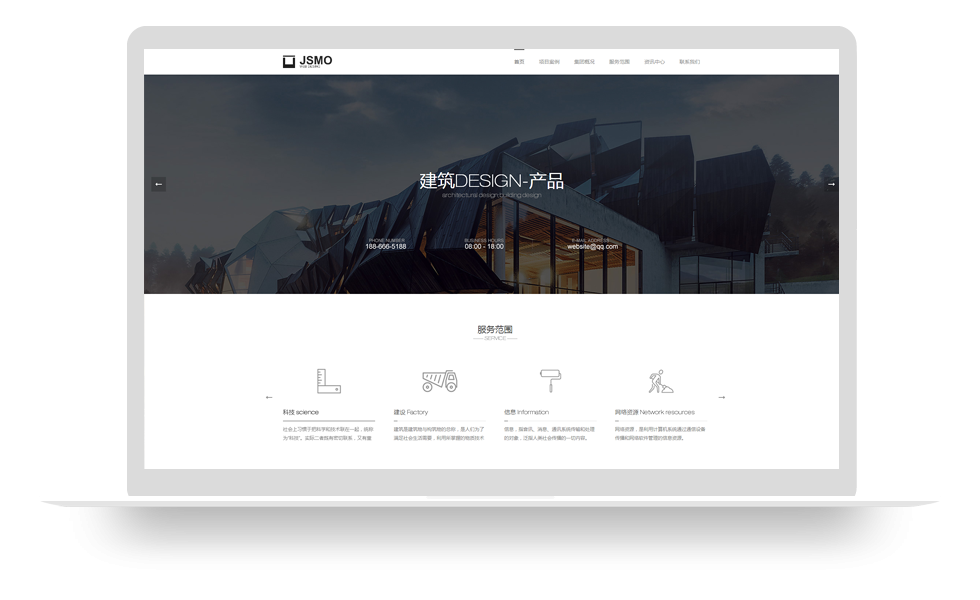 JSMO
首页 项目案例 集团概况 服务范围 资讯中心 联系我们
建筑DESIGN-产品
architectural design building design
PHONE NUMBER BUSINESS HOURS E-MAIL ADDRESS
188-666-5188 08:00 - 18:00 website@qq.com
服务范围
SERVICE
科技 science 建设 Factory 信息 Information 网络资源 Network resources
社会上习惯于把科学和技术联在一起，统称 建筑是建筑物与构筑物的总称，是人们为了 信息，指音讯、消息、通讯系统传输和处理 网络资源，是利用计算机系统通过通信设备
为“科技”。实际二者既有密切联系，又有重 满足社会生活需要，利用所掌握的物质技术 的对象，泛指人类社会传播的一切内容。 传播和网络软件管理的信息资源。